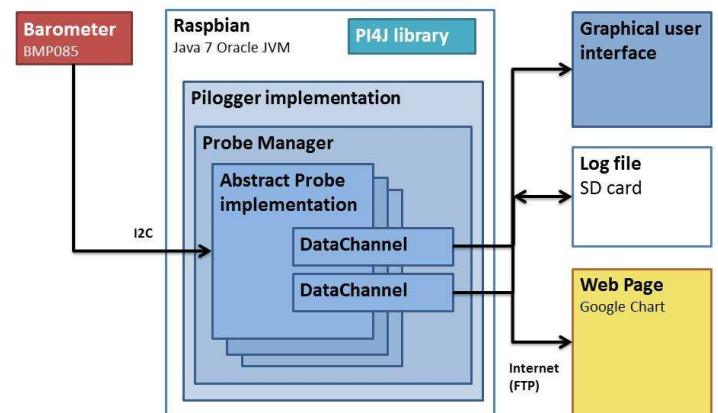 Barometer
BMP085
Raspbian
Java 7 Oracle JVM
PI4J library
Graphical user
interface
Pilogger implementation
Probe Manager
Abstract Probe
implementation
Log file
SD card
I2C
DataChannel
DataChannel
Web Page
Google Chart
Internet
(FTP)